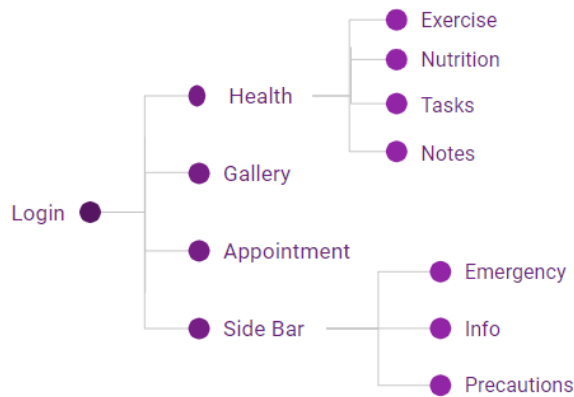 Login
Health
Exercise
Nutrition
Tasks
Notes
Gallery
Appointment
Side Bar
Emergency
Info
Precautions